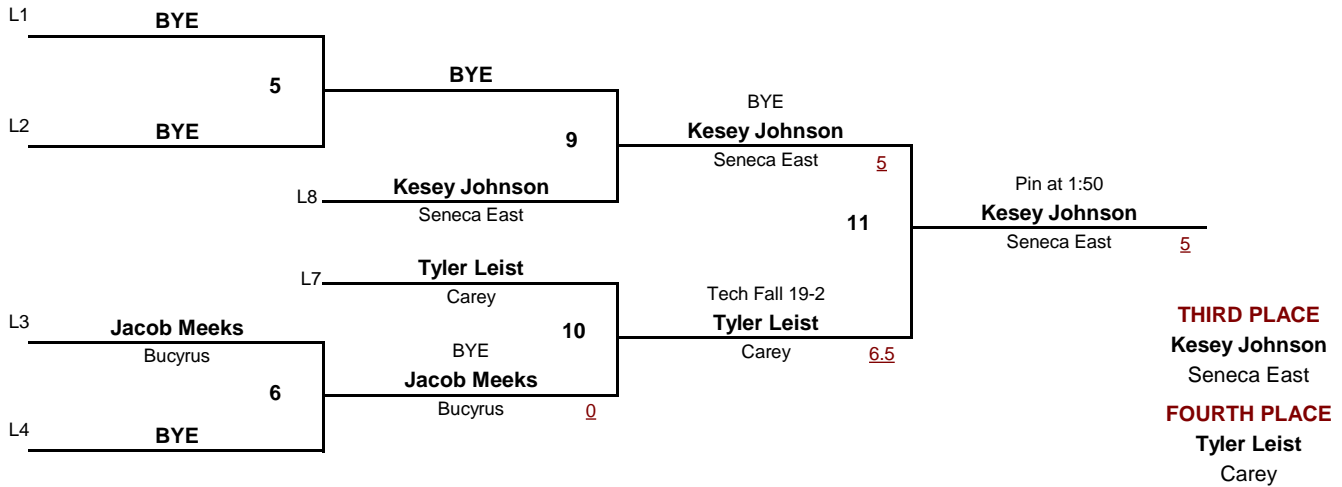 L1
BYE
5
BYE
L2
BYE
9
BYE
Kesey Johnson
Seneca East
5
L8
Kesey Johnson
Seneca East
11
Pin at 1:50
Kesey Johnson
Seneca East
5
L7
Tyler Leist
Carey
L3
Jacob Meeks
Bucyrus
10
Tech Fall 19-2
Tyler Leist
Carey
6.5
6
BYE
Jacob Meeks
Bucyrus
0
L4
BYE
THIRD PLACE
Kesey Johnson
Seneca East
FOURTH PLACE
Tyler Leist
Carey